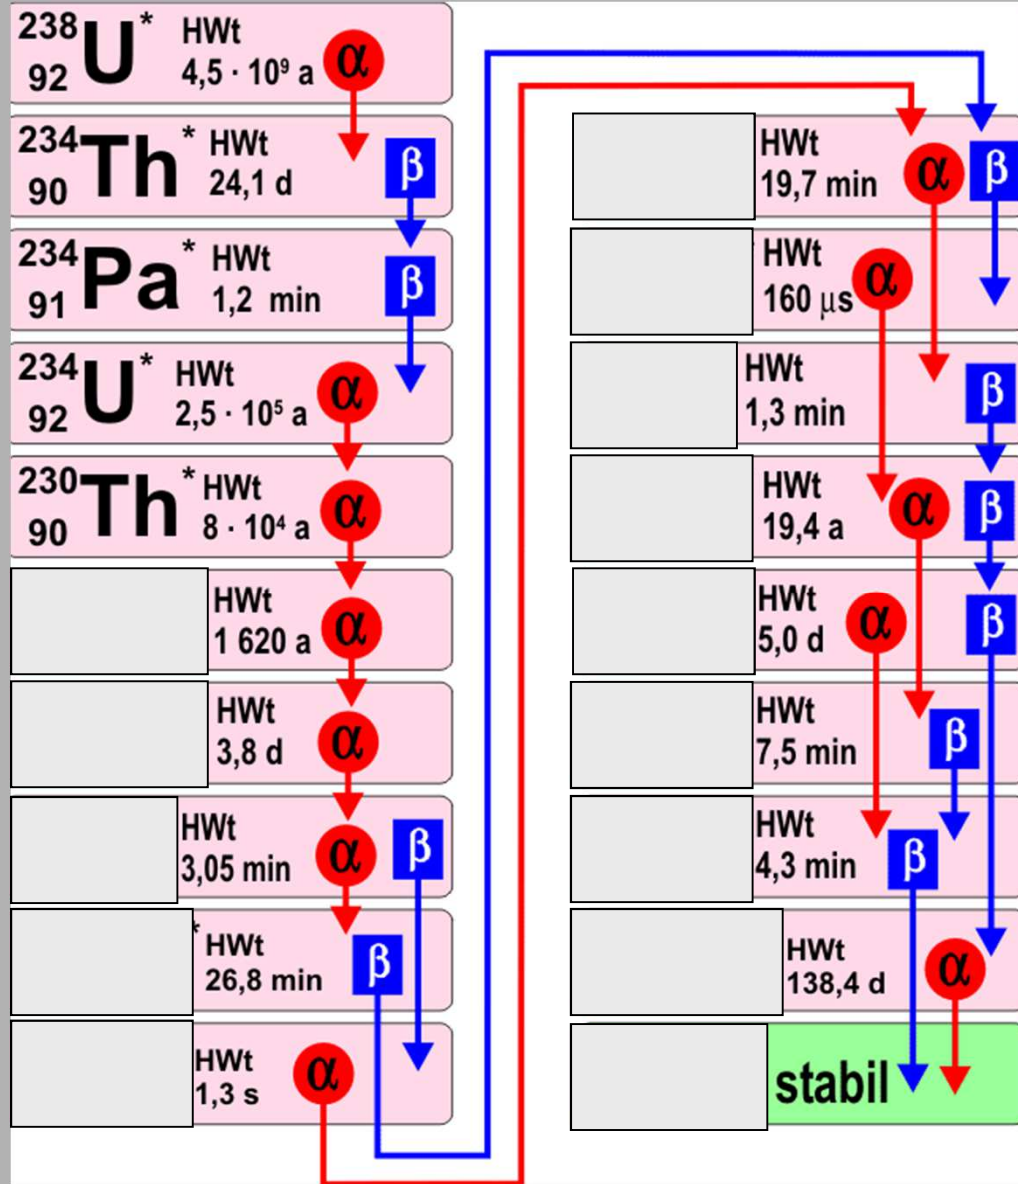 238 U* HWt
92 4,5 · 10⁹ a α
234 Th* HWt
90 24,1 d β
234 Pa* HWt
91 1,2 min β
234 U* HWt
92 2,5 · 10⁵ a α
230 Th* HWt
90 8 · 10⁴ a α
HWt
1 620 a α
HWt
3,8 d α
HWt
3,05 min α β
* HWt
26,8 min β
HWt
1,3 s α
HWt
19,7 min α β
HWt
160 μs α
HWt
1,3 min β
HWt
19,4 a α β
HWt
5,0 d α β
HWt
7,5 min β
HWt
4,3 min β
HWt
138,4 d α
stabil